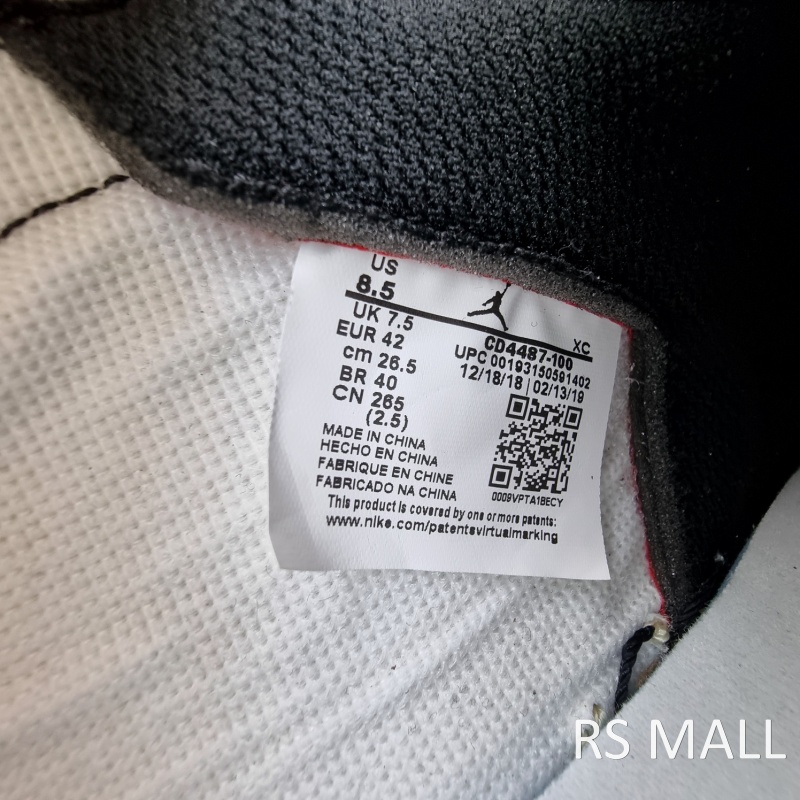 US
8.5
UK 7.5
EUR 42
cm 26.5
BR 40
CN 265
(2.5)
XC
CD4487-100
UPC 00193150591402
12/18/18 | 02/13/19
0008VPTA1BECY
MADE IN CHINA
HECHO EN CHINA
FABRIQUE EN CHINE
FABRICADO NA CHINA
This product is covered by one or more patents:
www.nike.com/patentsvirtualmarking
RS MALL